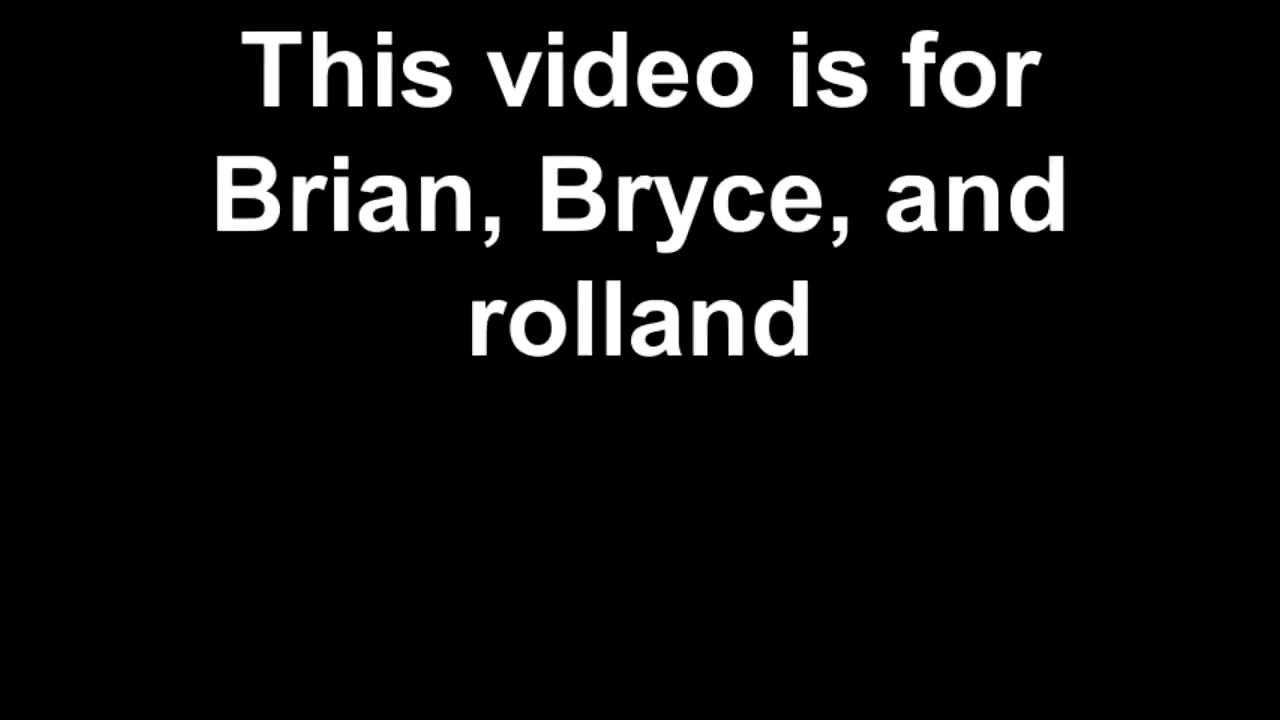 This video is for
Brian, Bryce, and
rolland